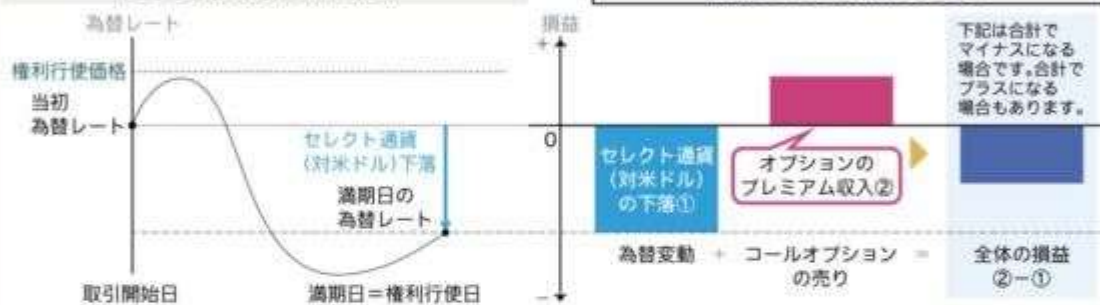 為替レート
権利行使価格
当初
為替レート
セレクト通貨
(対米ドル)下落
満期日の
為替レート
取引開始日
満期日=権利行使日
損益
+
0
−
セレクト通貨
(対米ドル)
の下落①
オプションの
プレミアム収入②
下記は合計で
マイナスになる
場合です。合計で
プラスになる
場合もあります。
為替変動 + コールオプション = 全体の損益
の売り ②−①